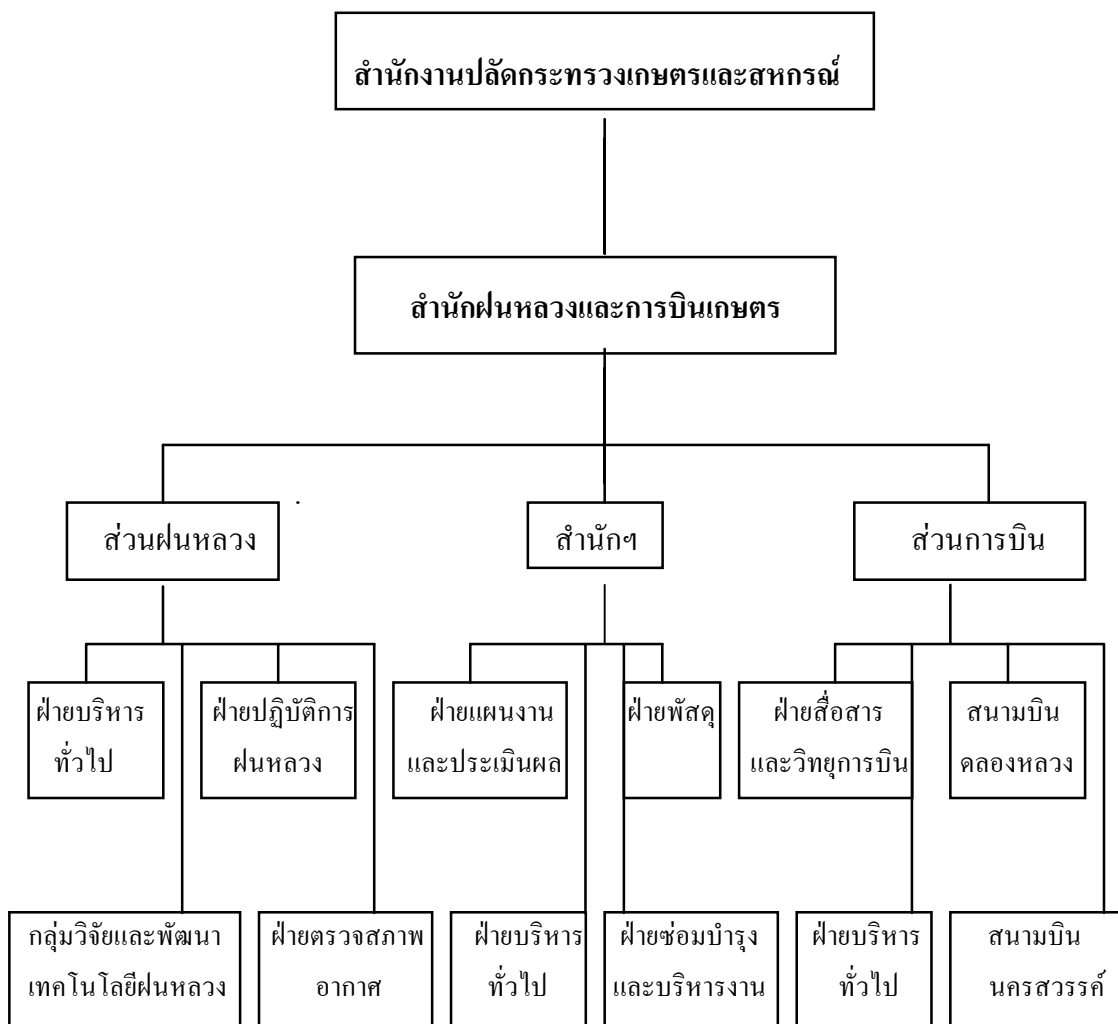 สำนักงานปลัดกระทรวงเกษตรและสหกรณ์
สำนักฝนหลวงและการบินเกษตร
ส่วนฝนหลวง
สำนักฯ
ส่วนการบิน
ฝ่ายบริหาร
ทั่วไป
ฝ่ายปฏิบัติการ
ฝนหลวง
ฝ่ายแผนงาน
และประเมินผล
ฝ่ายพัสดุ
ฝ่ายสื่อสาร
และวิทยุการบิน
สนามบิน
คลองหลวง
กลุ่มวิจัยและพัฒนา
เทคโนโลยีฝนหลวง
ฝ่ายตรวจสภาพ
อากาศ
ฝ่ายบริหาร
ทั่วไป
ฝ่ายซ่อมบำรุง
และบริหารงาน
ฝ่ายบริหาร
ทั่วไป
สนามบิน
นครสวรรค์